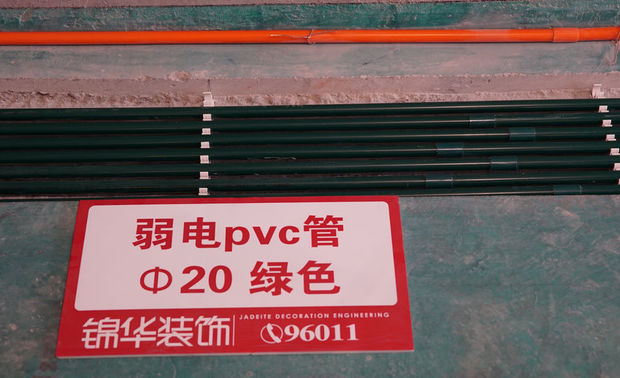 弱电pvc管
Φ20 绿色
锦华装饰
JADEITE DECORATION ENGINEERING
96011